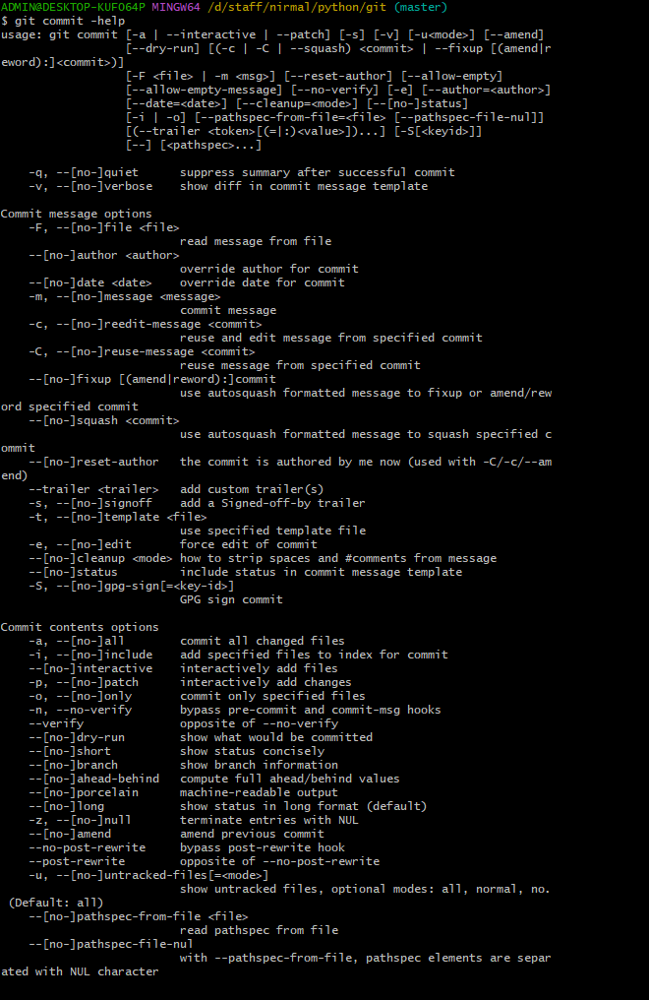 ADMIN@DESKTOP-KUFO64P MINGW64 /d/staff/nirmal/python/git (master)
$ git commit -help
usage: git commit [-a | --interactive | --patch] [-s] [-v] [-u<mode>] [--amend]
                  [--dry-run] [(-c | -C | --squash) <commit> | --fixup [(amend|r
eword):]<commit>)]
                  [-F <file> | -m <msg>] [--reset-author] [--allow-empty]
                  [--allow-empty-message] [--no-verify] [-e] [--author=<author>]
                  [--date=<date>] [--cleanup=<mode>] [--[no-]status]
                  [-i | -o] [--pathspec-from-file=<file> [--pathspec-file-nul]]
                  [(--trailer <token>[(=|:)<value>])...] [-S[<keyid>]]
                  [--] [<pathspec>...]

    -q, --[no-]quiet      suppress summary after successful commit
    -v, --[no-]verbose    show diff in commit message template

Commit message options
    -F, --[no-]file <file>
                          read message from file
    --[no-]author <author>
                          override author for commit
    --[no-]date <date>    override date for commit
    -m, --[no-]message <message>
                          commit message
    -c, --[no-]reedit-message <commit>
                          reuse and edit message from specified commit
    -C, --[no-]reuse-message <commit>
                          reuse message from specified commit
    --[no-]fixup [(amend|reword):]commit
                          use autosquash formatted message to fixup or amend/rew
ord specified commit
    --[no-]squash <commit>
                          use autosquash formatted message to squash specified c
ommit
    --[no-]reset-author   the commit is authored by me now (used with -C/-c/--am
end)
    --trailer <trailer>   add custom trailer(s)
    -s, --[no-]signoff    add a Signed-off-by trailer
    -t, --[no-]template <file>
                          use specified template file
    -e, --[no-]edit       force edit of commit
    --[no-]cleanup <mode> how to strip spaces and #comments from message
    --[no-]status         include status in commit message template
    -S, --[no-]gpg-sign[=<key-id>]
                          GPG sign commit

Commit contents options
    -a, --[no-]all        commit all changed files
    -i, --[no-]include    add specified files to index for commit
    --[no-]interactive    interactively add files
    -p, --[no-]patch      interactively add changes
    -o, --[no-]only       commit only specified files
    -n, --no-verify       bypass pre-commit and commit-msg hooks
    --verify              opposite of --no-verify
    --[no-]dry-run        show what would be committed
    --[no-]short          show status concisely
    --[no-]branch         show branch information
    --[no-]ahead-behind   compute full ahead/behind values
    --[no-]porcelain      machine-readable output
    --[no-]long           show status in long format (default)
    -z, --[no-]null       terminate entries with NUL
    --[no-]amend          amend previous commit
    --no-post-rewrite     bypass post-rewrite hook
    --post-rewrite        opposite of --no-post-rewrite
    -u, --[no-]untracked-files[=<mode>]
                          show untracked files, optional modes: all, normal, no.
 (Default: all)
    --[no-]pathspec-from-file <file>
                          read pathspec from file
    --[no-]pathspec-file-nul
                          with --pathspec-from-file, pathspec elements are separ
ated with NUL character